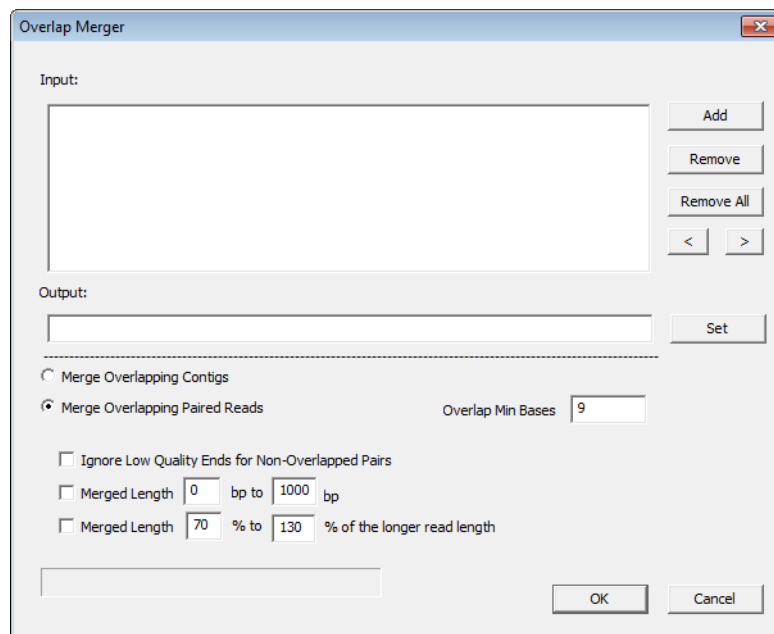 Overlap Merger
Input:
Add
Remove
Remove All
< >
Output:
Set
Merge Overlapping Contigs
Merge Overlapping Paired Reads Overlap Min Bases 9
Ignore Low Quality Ends for Non-Overlapped Pairs
Merged Length 0 bp to 1000 bp
Merged Length 70 % to 130 % of the longer read length
OK Cancel